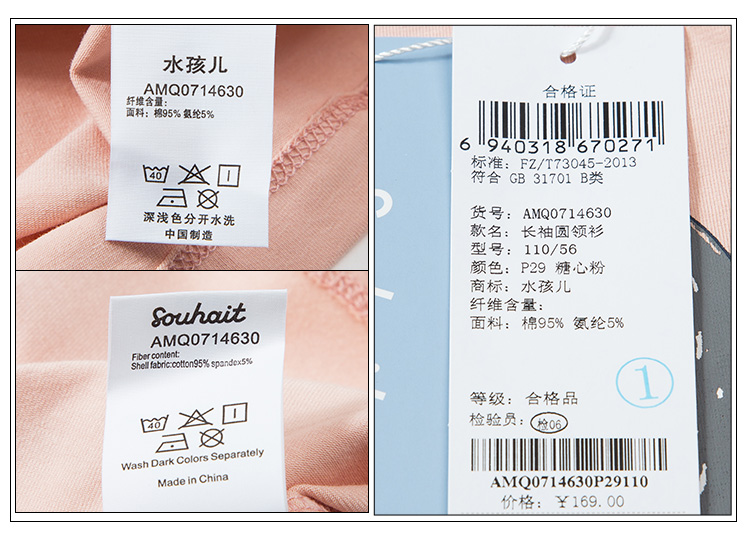 水孩儿
AMQ0714630
纤维含量:
面料: 棉95% 氨纶5%
40
深浅色分开水洗
中国制造
Souhait
AMQ0714630
Fiber content:
Shell fabric:cotton95% spandex5%
40
Wash Dark Colors Separately
Made in China
合格证
6 940318 670271
标准: FZ/T73045-2013
符合 GB 31701 B类
货号: AMQ0714630
款名: 长袖圆领衫
型号: 110/56
颜色: P29 糖心粉
商标: 水孩儿
纤维含量:
面料: 棉95% 氨纶5%
1
等级: 合格品
检验员: 检06
AMQ0714630P29110
价格: ¥169.00